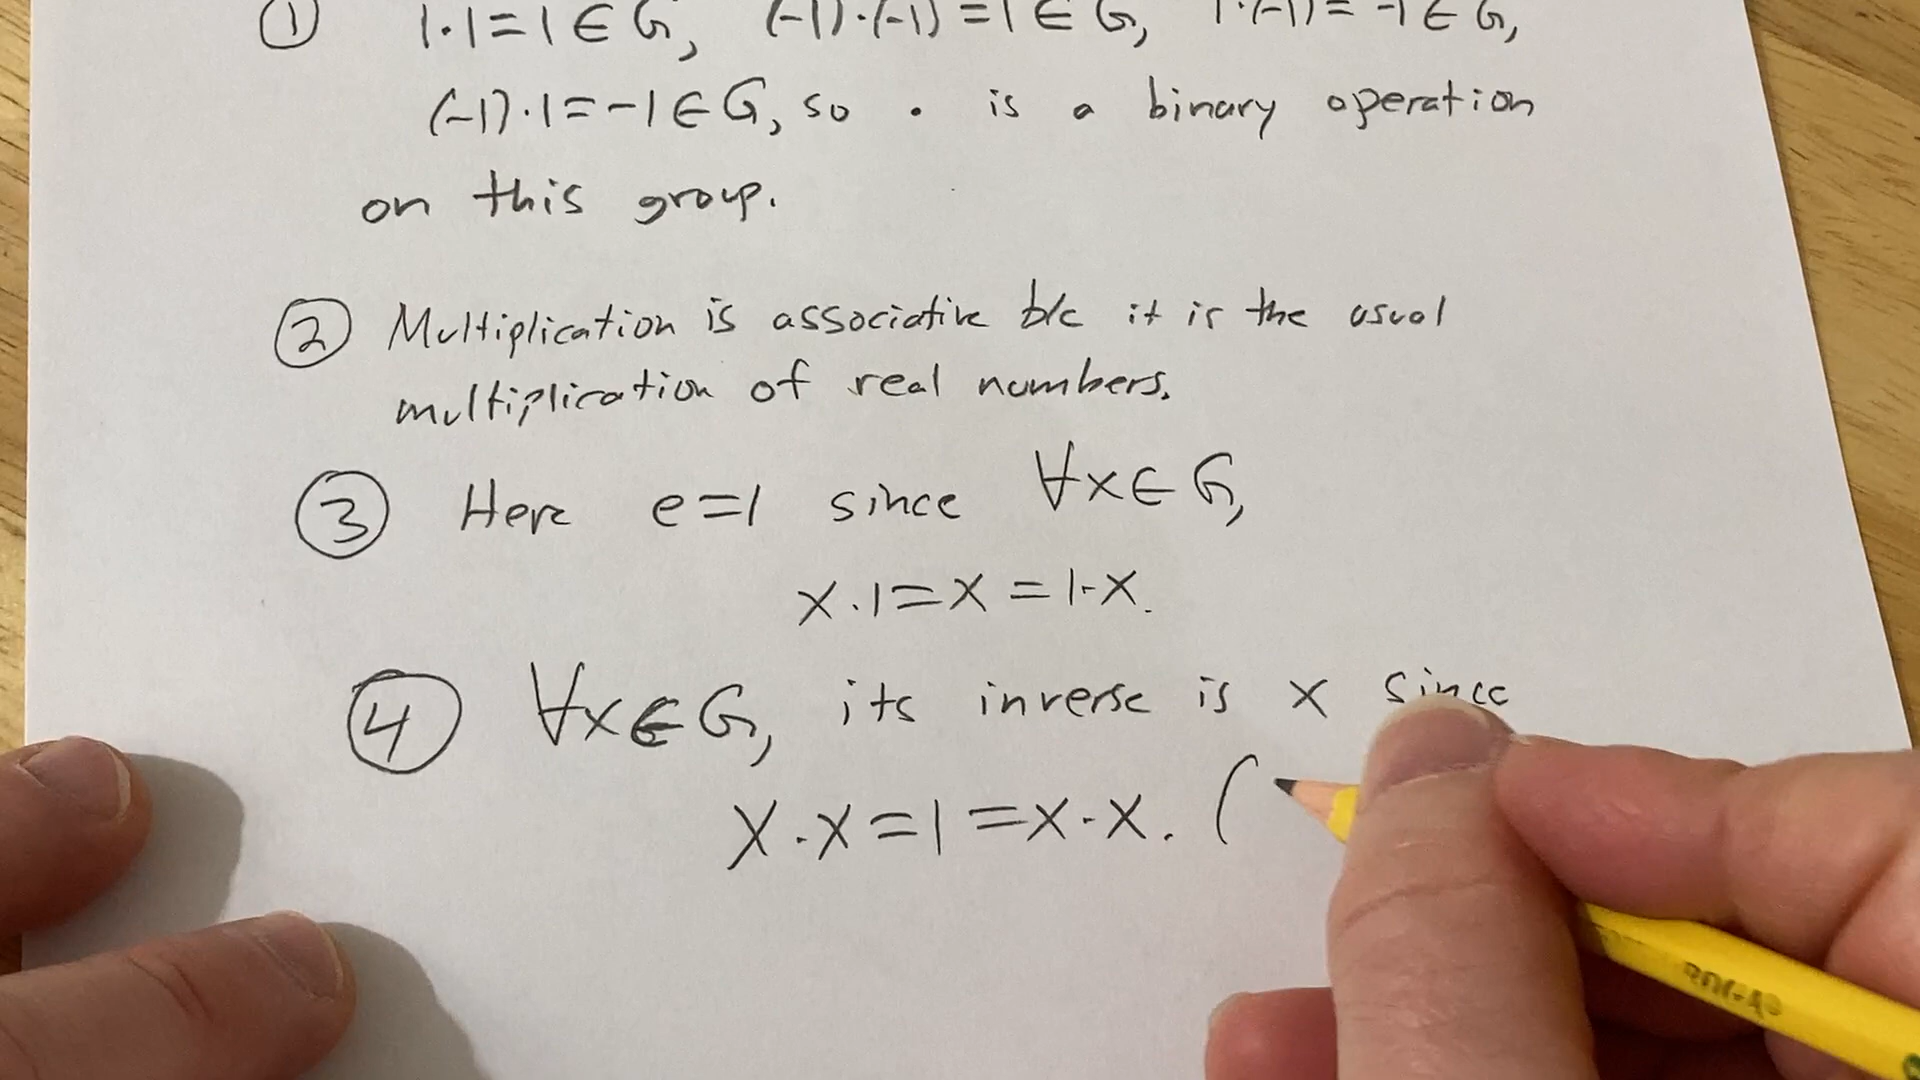 ① 1·1=1∈G, (-1)·(-1)=1∈G, 1·(-1)=-1∈G,
(-1)·1=-1∈G, so · is a binary operation
on this group.
② Multiplication is associative b/c it is the usual
multiplication of real numbers.
③ Here e=1 since ∀x∈G,
x·1=x=1·x.
④ ∀x∈G, its inverse is x since
x·x=1=x·x. (